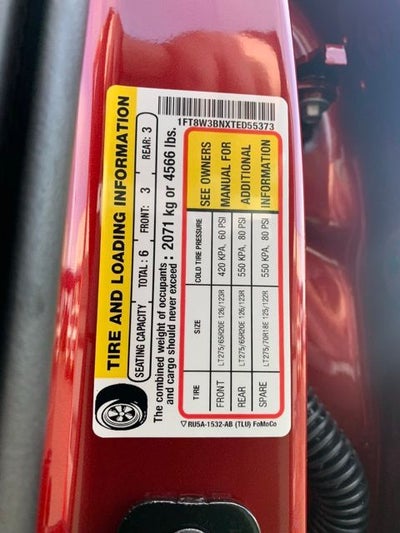 1FT8W3BNXTED55373
TIRE AND LOADING INFORMATION
SEATING CAPACITY TOTAL: 6 FRONT: 3 REAR: 3
The combined weight of occupants
and cargo should never exceed : 2071 kg or 4566 lbs.
TIRE SIZE COLD TIRE PRESSURE SEE OWNERS
FRONT LT275/65R20E 126/123R 420 KPA, 60 PSI MANUAL FOR
REAR LT275/65R20E 126/123R 550 KPA, 80 PSI ADDITIONAL
SPARE LT275/70R18E 125/122R 550 KPA, 80 PSI INFORMATION
▽ RU5A-1532-AB (TLU) FoMoCo